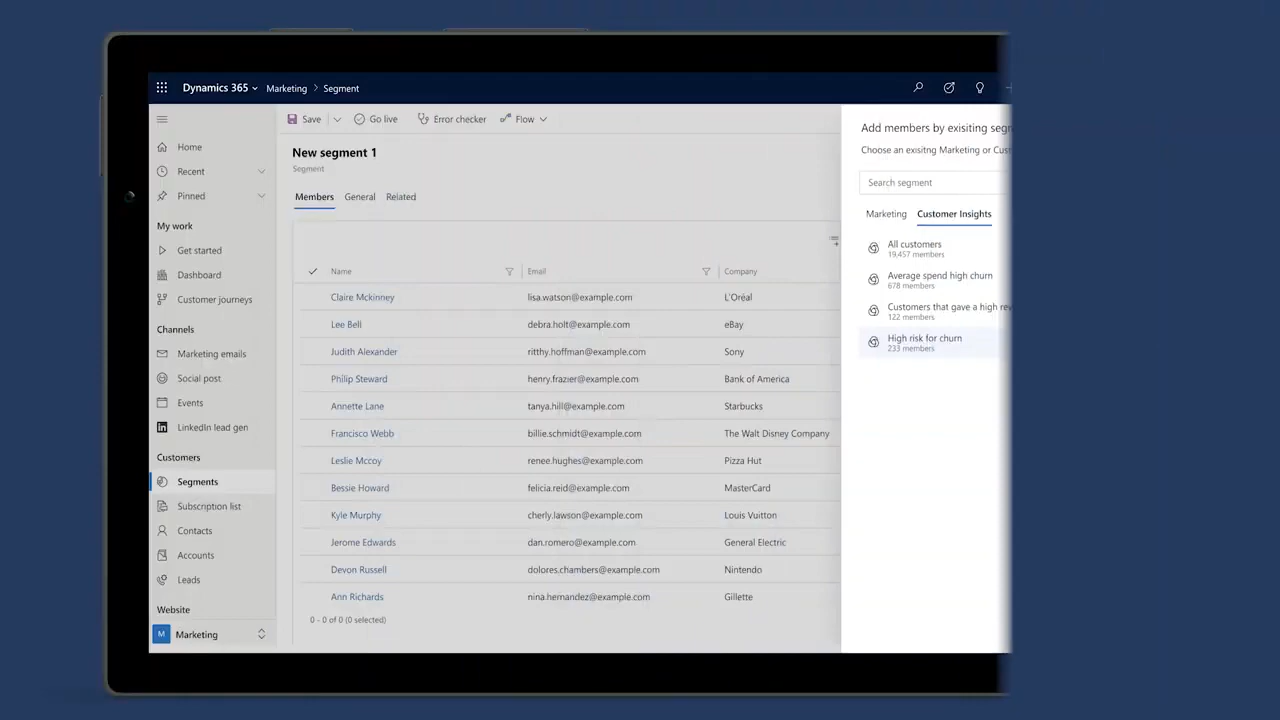 Dynamics 365 Marketing > Segment
Save Go live Error checker Flow
New segment 1
Segment
Members General Related
Home
Recent
Pinned
My work
Get started
Dashboard
Customer journeys
Channels
Marketing emails
Social post
Events
LinkedIn lead gen
Customers
Segments
Subscription list
Contacts
Accounts
Leads
Website
M Marketing
Name Email Company
Claire Mckinney lisa.watson@example.com L'Oréal
Lee Bell debra.holt@example.com eBay
Judith Alexander ritthy.hoffman@example.com Sony
Philip Steward henry.frazier@example.com Bank of America
Annette Lane tanya.hill@example.com Starbucks
Francisco Webb billie.schmidt@example.com The Walt Disney Company
Leslie Mccoy renee.hughes@example.com Pizza Hut
Bessie Howard felicia.reid@example.com MasterCard
Kyle Murphy cherly.lawson@example.com Louis Vuitton
Jerome Edwards dan.romero@example.com General Electric
Devon Russell dolores.chambers@example.com Nintendo
Ann Richards nina.hernandez@example.com Gillette
0 - 0 of 0 (0 selected)
Add members by exisiting
Choose an exisitng Marketing or
Search segment
Marketing Customer Insights
All customers
19,457 members
Average spend high churn
678 members
Customers that gave a high
122 members
High risk for churn
233 members